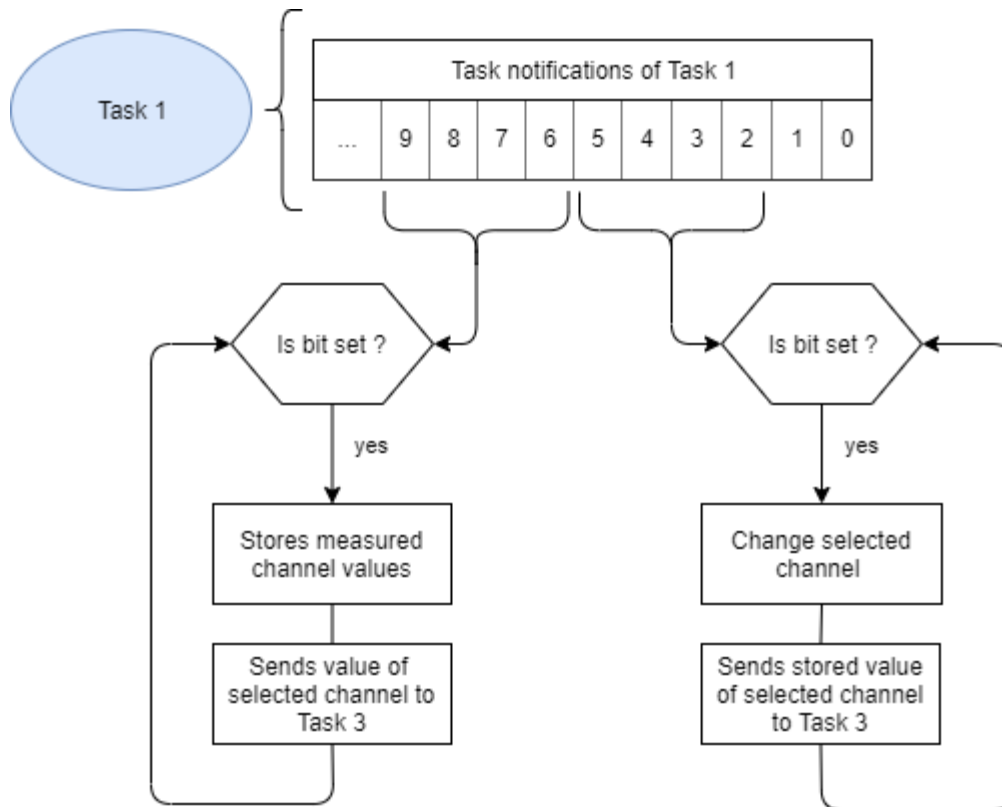 Task 1
Task notifications of Task 1
... 9 8 7 6 5 4 3 2 1 0
Is bit set ?
Is bit set ?
yes
yes
Stores measured
channel values
Change selected
channel
Sends value of
selected channel to
Task 3
Sends stored value
of selected channel
to Task 3